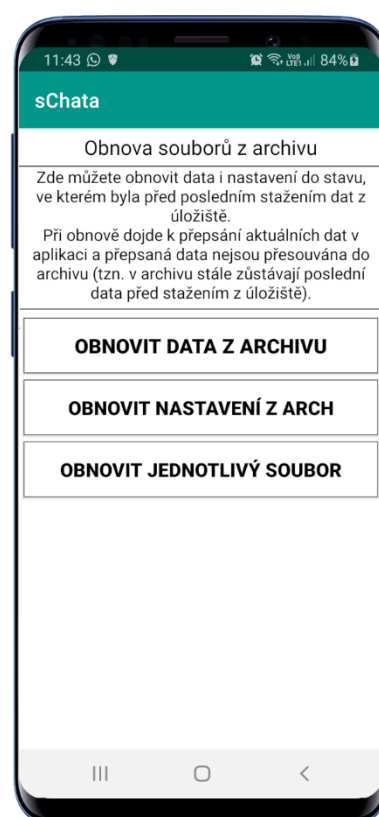 11:43 84%
sChata
Obnova souborů z archivu
Zde můžete obnovit data i nastavení do stavu,
ve kterém byla před posledním stažením dat z
úložiště.
Při obnově dojde k přepsání aktuálních dat v
aplikaci a přepsaná data nejsou přesouvána do
archivu (tzn. v archivu stále zůstávají poslední
data před stažením z úložiště).
OBNOVIT DATA Z ARCHIVU
OBNOVIT NASTAVENÍ Z ARCH
OBNOVIT JEDNOTLIVÝ SOUBOR